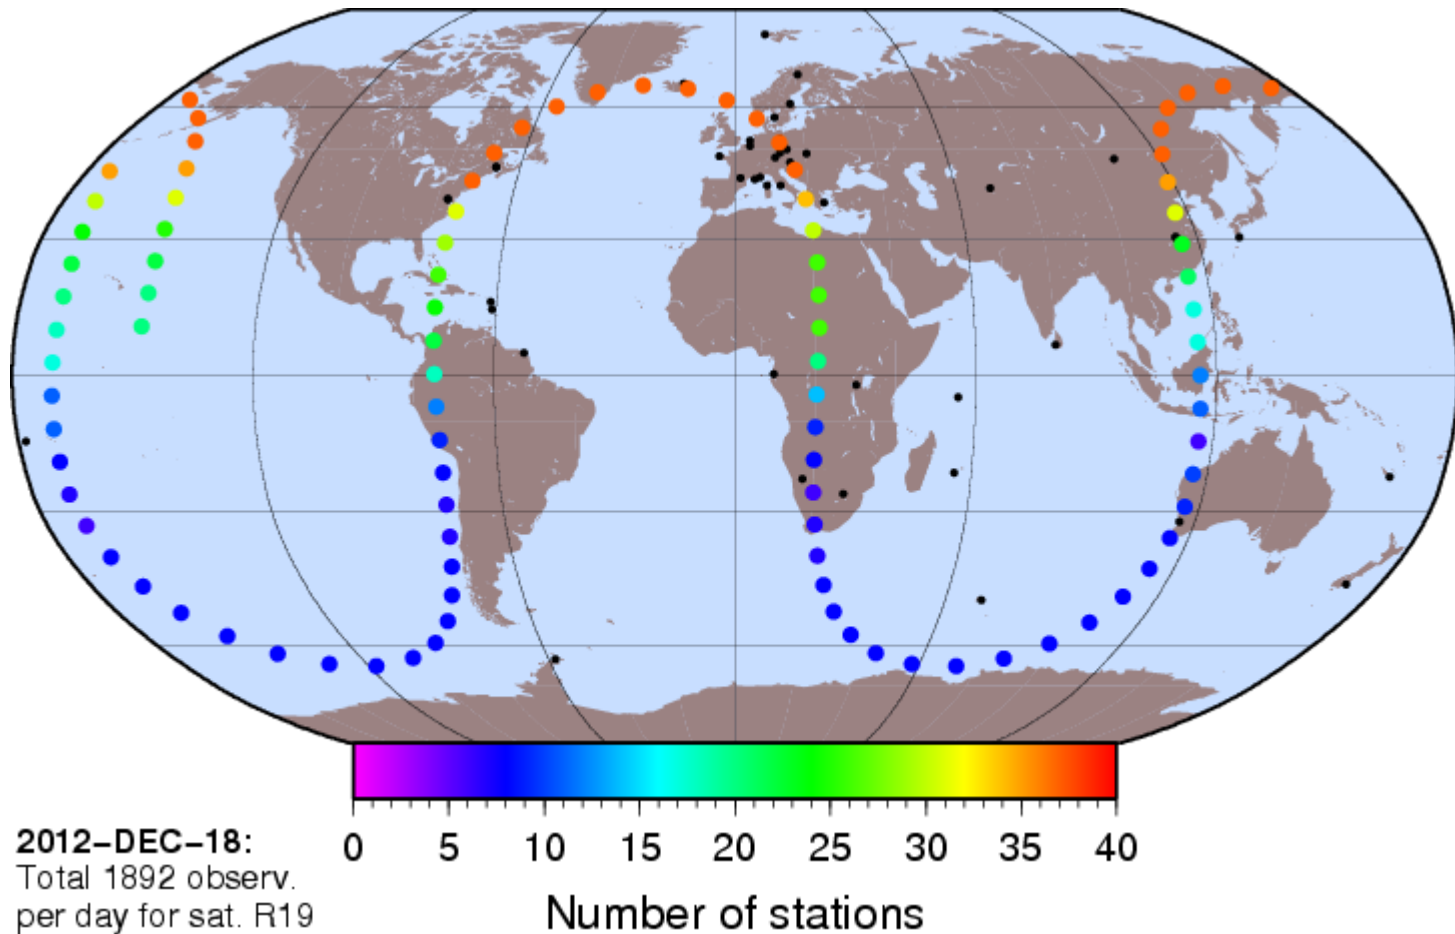 0 5 10 15 20 25 30 35 40
2012–DEC–18:
Total 1892 observ.
per day for sat. R19
Number of stations